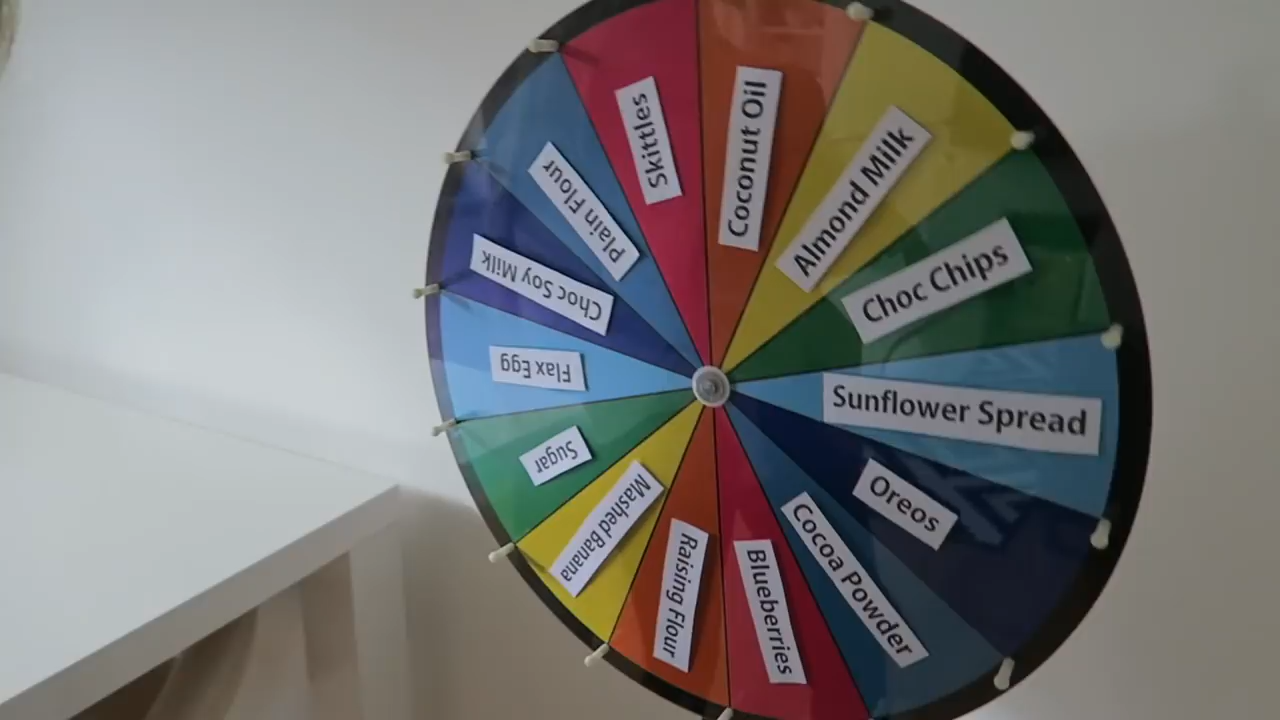 Skittles
Coconut Oil
Almond Milk
Choc Chips
Sunflower Spread
Oreos
Cocoa Powder
Blueberries
Raising Flour
Mashed Banana
Sugar
Flax Egg
Choc Soy Milk
Plain Flour